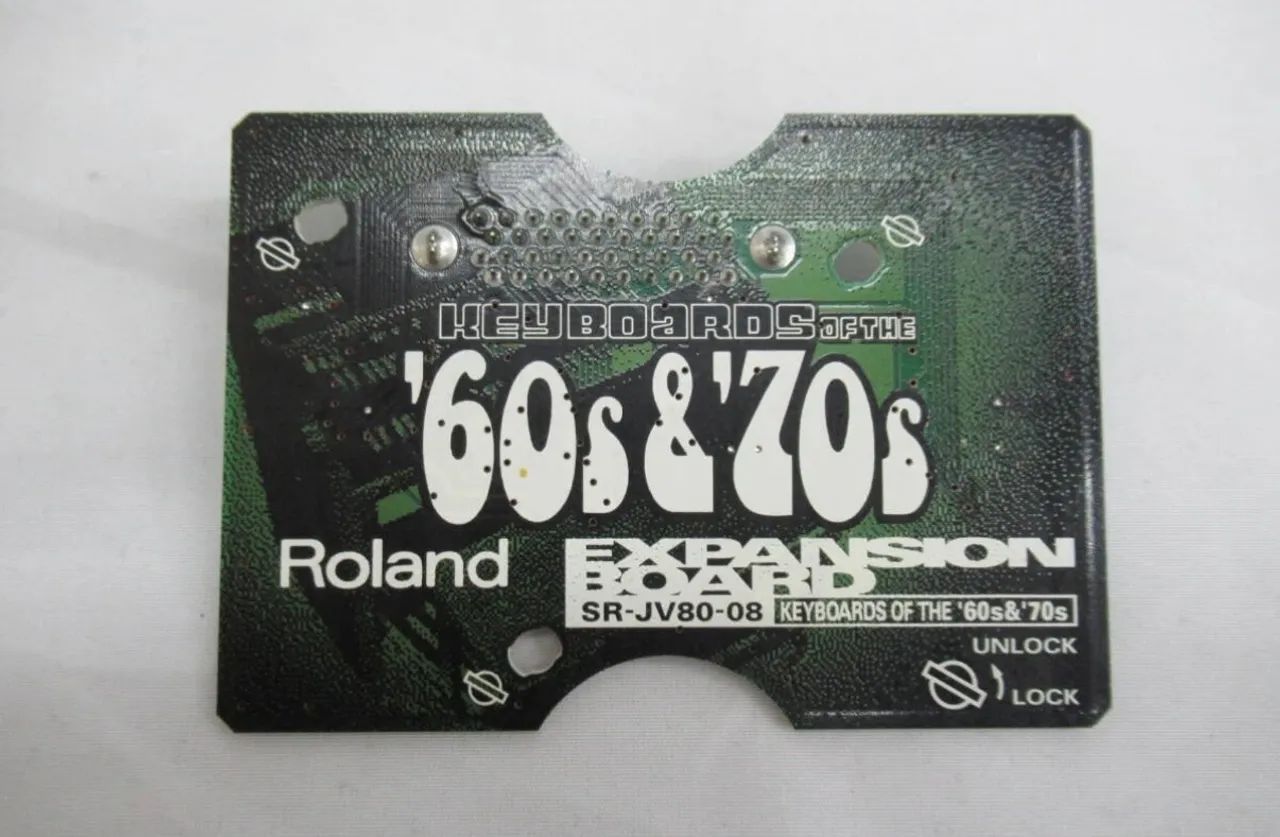 KEYBOARDS OF THE
'60s & '70s
Roland
EXPANSION
BOARD
SR-JV80-08 KEYBOARDS OF THE '60s&'70s
UNLOCK
LOCK